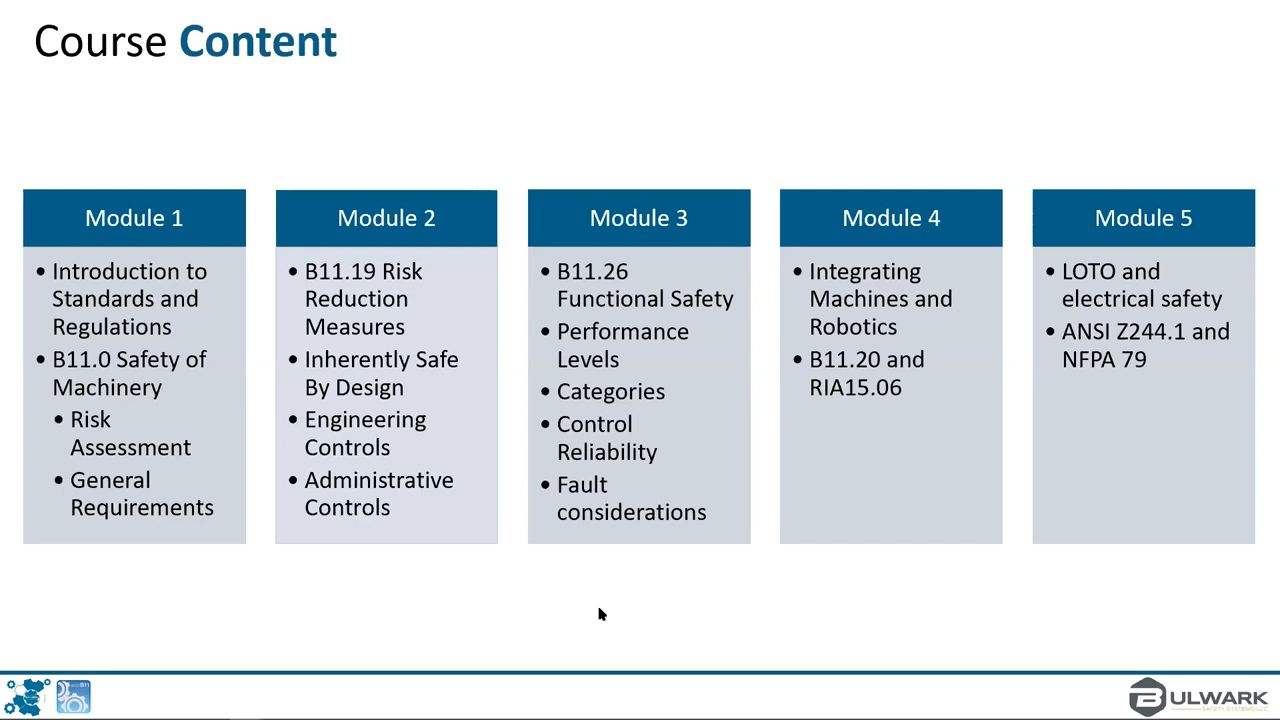 Course Content
Module 1
• Introduction to
Standards and
Regulations
• B11.0 Safety of
Machinery
• Risk
Assessment
• General
Requirements
Module 2
• B11.19 Risk
Reduction
Measures
• Inherently Safe
By Design
• Engineering
Controls
• Administrative
Controls
Module 3
• B11.26
Functional Safety
• Performance
Levels
• Categories
• Control
Reliability
• Fault
considerations
Module 4
• Integrating
Machines and
Robotics
• B11.20 and
RIA15.06
Module 5
• LOTO and
electrical safety
• ANSI Z244.1 and
NFPA 79
BULWARK
SAFETY SYSTEMS LLC